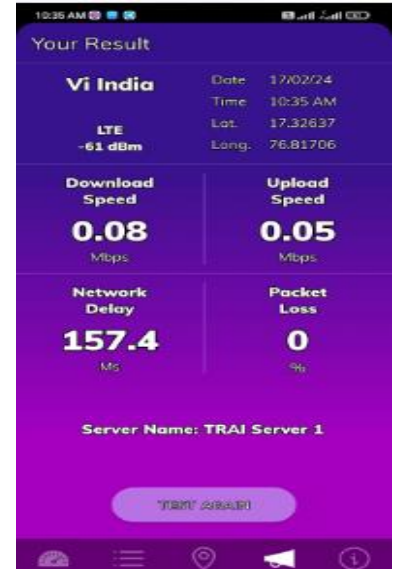 10:35 AM
Your Result
Vi India
LTE
-61 dBm
Date 17/02/24
Time 10:35 AM
Lat. 17.32637
Long. 76.81706
Download
Speed
0.08
Mbps
Upload
Speed
0.05
Mbps
Network
Delay
157.4
Ms
Packet
Loss
0
%
Server Name: TRAI Server 1
TEST AGAIN